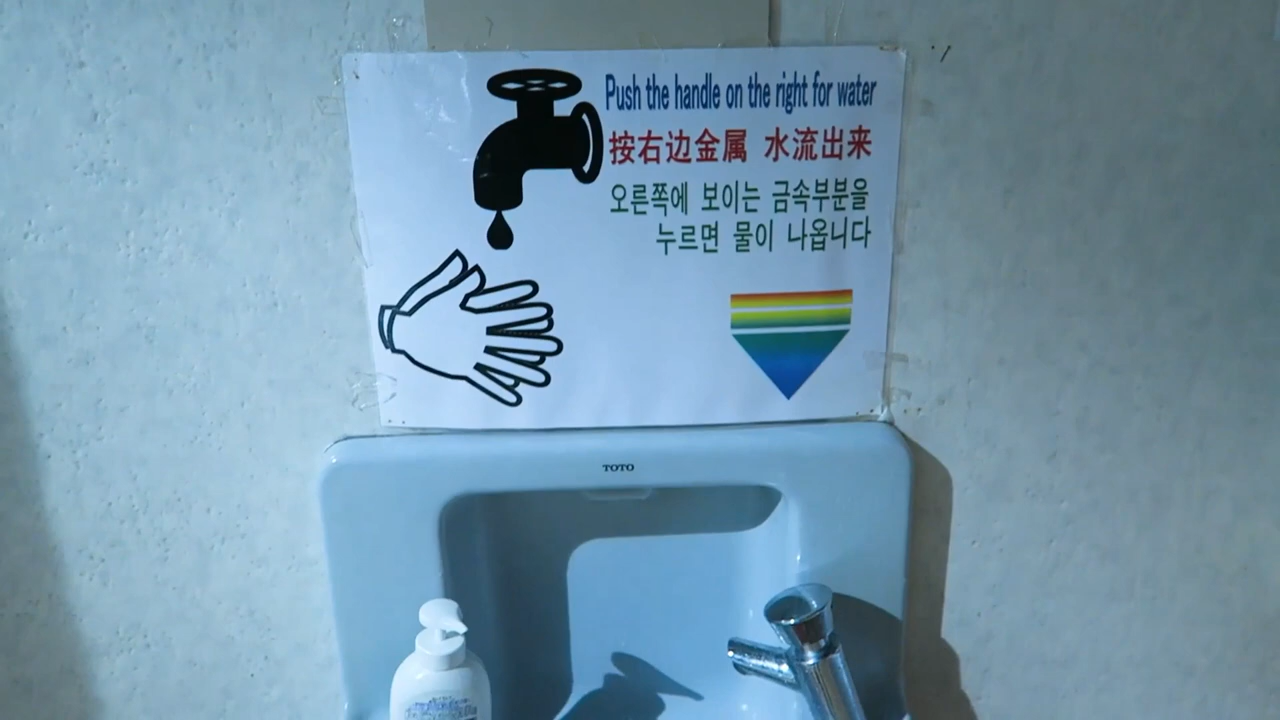 Push the handle on the right for water
按右边金属 水流出来
오른쪽에 보이는 금속부분을
누르면 물이 나옵니다
TOTO